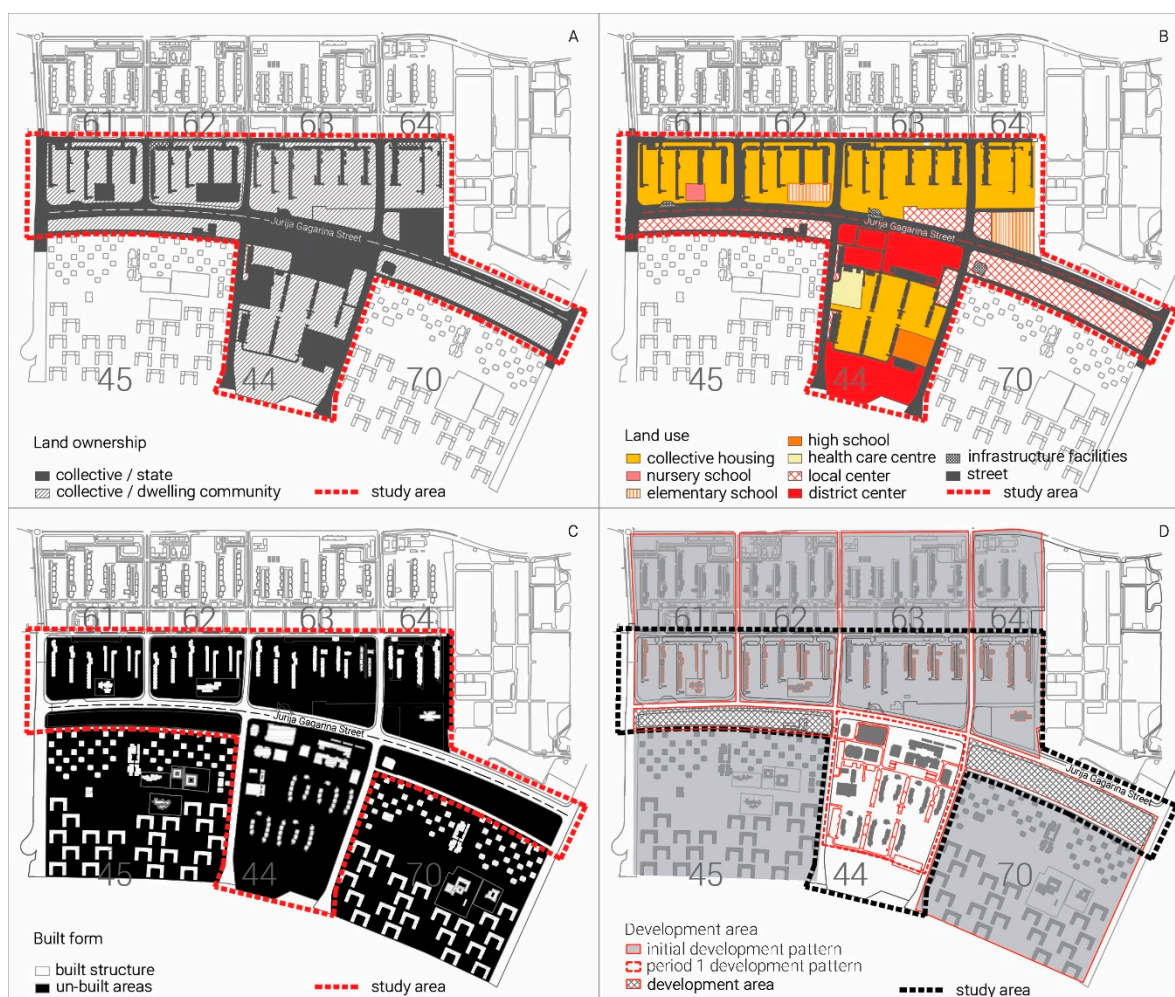 A
61 62 63 64
Jurija Gagarina Street
45 44 70
Land ownership
collective / state
collective / dwelling community
study area
B
61 62 63 64
Jurija Gagarina Street
45 44 70
Land use
collective housing
nursery school
elementary school
high school
health care centre
local center
district center
infrastructure facilities
street
study area
C
61 62 63 64
Jurija Gagarina Street
45 44 70
Built form
built structure
un-built areas
study area
D
61 62 63 64
Jurija Gagarina Street
45 44 70
Development area
initial development pattern
period 1 development pattern
development area
study area